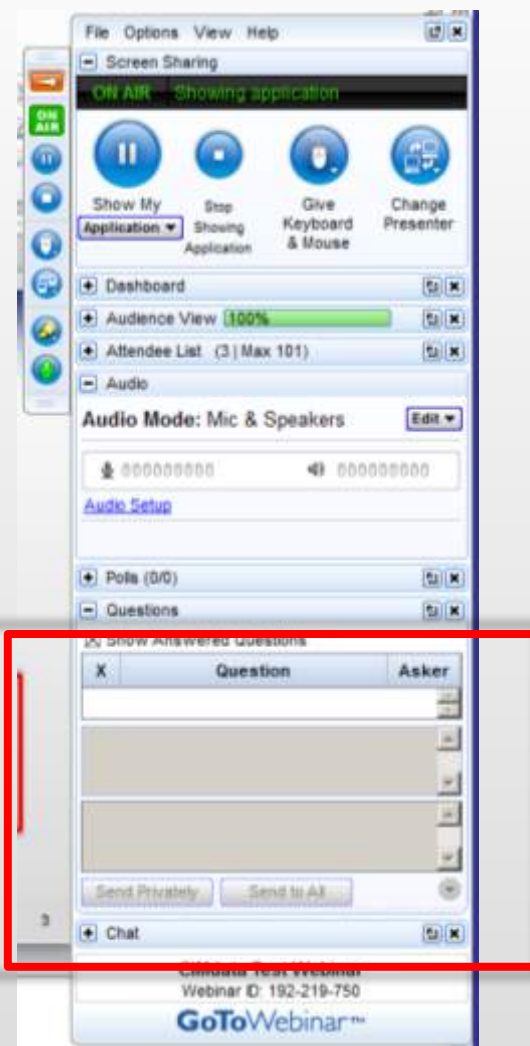 File Options View Help
Screen Sharing
ON AIR Showing application
ON
AIR
Show My
Application
Stop
Showing
Application
Give
Keyboard
& Mouse
Change
Presenter
Dashboard
Audience View 100%
Attendee List (3 | Max 101)
Audio
Audio Mode: Mic & Speakers
Edit
Audio Setup
Polls (0/0)
Questions
Show Answered Questions
X Question Asker
Send Privately Send to All
3
Chat
Test Webinar
Webinar ID: 192-219-750
GoToWebinar™